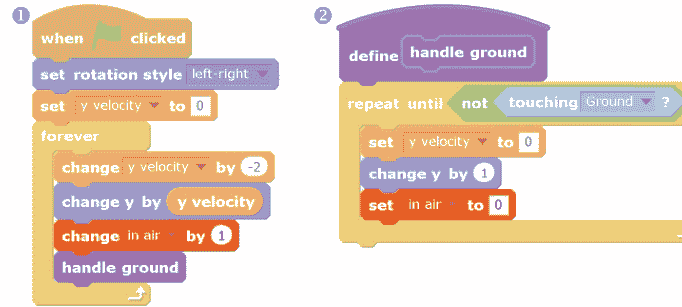 1
when clicked
set rotation style left-right
set y velocity to 0
forever
change y velocity by -2
change y by y velocity
change in air by 1
handle ground
2
define handle ground
repeat until not touching Ground ?
set y velocity to 0
change y by 1
set in air to 0